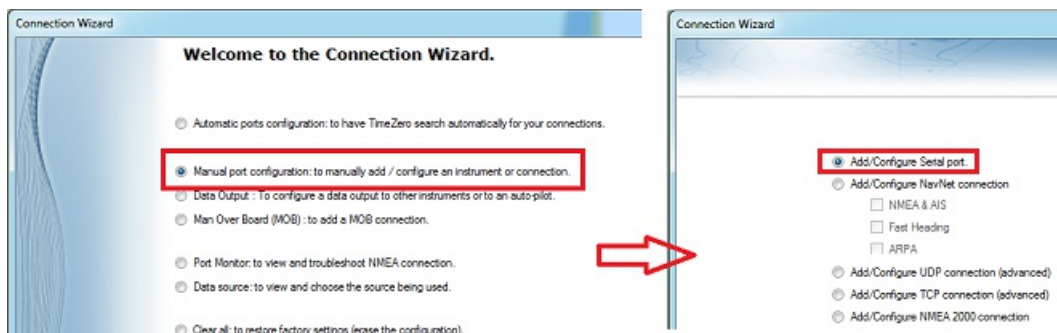 Connection Wizard
Welcome to the Connection Wizard.
Automatic ports configuration: to have TimeZero search automatically for your connections.
Manual port configuration: to manually add / configure an instrument or connection.
Data Output : To configure a data output to other instruments or to an auto-pilot.
Man Over Board (MOB) : to add a MOB connection.
Port Monitor: to view and troubleshoot NMEA connection.
Data source: to view and choose the source being used.
Clear all: to restore factory settings (erase the configuration).
Connection Wizard
Add/Configure Serial port.
Add/Configure NavNet connection
NMEA & AIS
Fast Heading
ARPA
Add/Configure UDP connection (advanced)
Add/Configure TCP connection (advanced)
Add/Configure NMEA 2000 connection